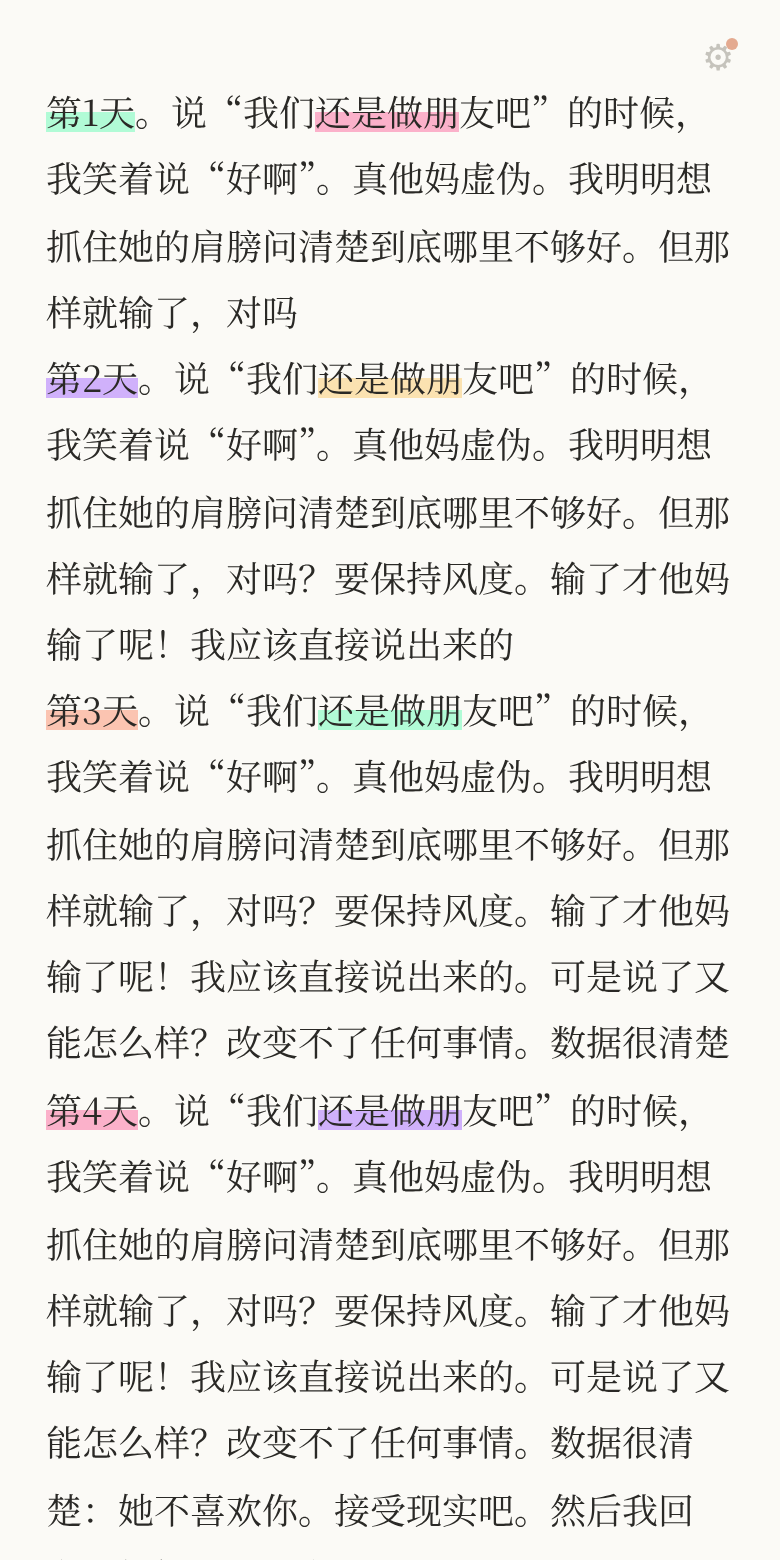 第1天。说“我们还是做朋友吧”的时候，
我笑着说“好啊”。真他妈虚伪。我明明想
抓住她的肩膀问清楚到底哪里不够好。但那
样就输了，对吗
第2天。说“我们还是做朋友吧”的时候，
我笑着说“好啊”。真他妈虚伪。我明明想
抓住她的肩膀问清楚到底哪里不够好。但那
样就输了，对吗？要保持风度。输了才他妈
输了呢！我应该直接说出来的
第3天。说“我们还是做朋友吧”的时候，
我笑着说“好啊”。真他妈虚伪。我明明想
抓住她的肩膀问清楚到底哪里不够好。但那
样就输了，对吗？要保持风度。输了才他妈
输了呢！我应该直接说出来的。可是说了又
能怎么样？改变不了任何事情。数据很清楚
第4天。说“我们还是做朋友吧”的时候，
我笑着说“好啊”。真他妈虚伪。我明明想
抓住她的肩膀问清楚到底哪里不够好。但那
样就输了，对吗？要保持风度。输了才他妈
输了呢！我应该直接说出来的。可是说了又
能怎么样？改变不了任何事情。数据很清
楚：她不喜欢你。接受现实吧。然后我回